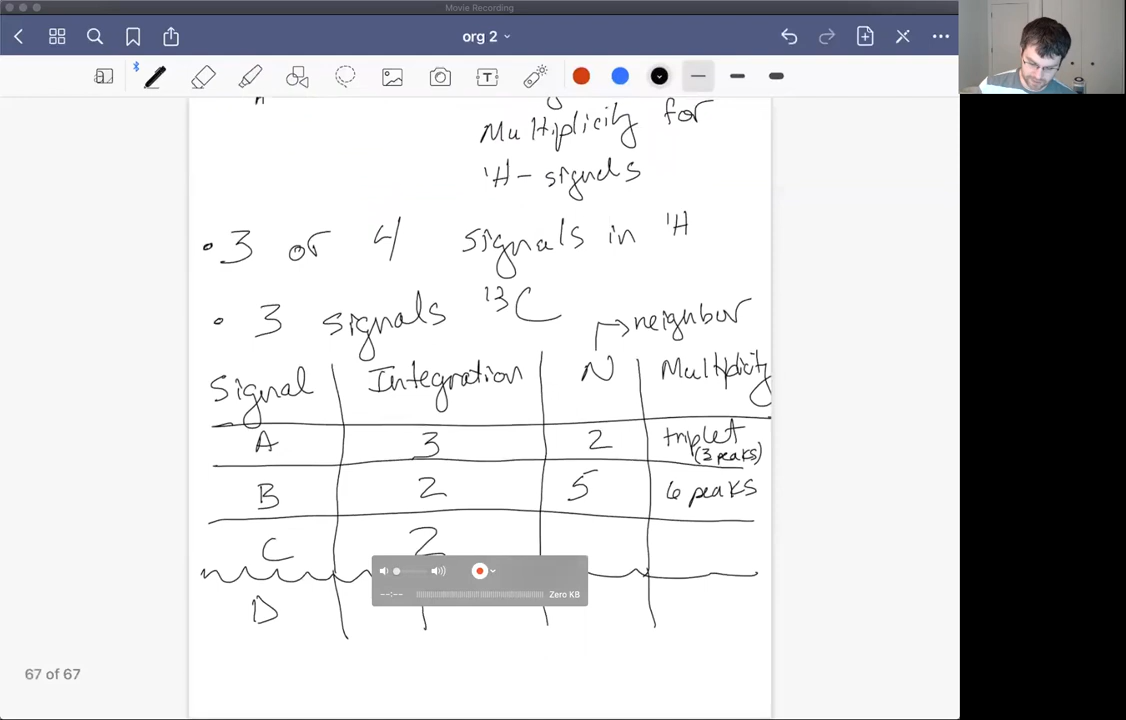 Movie Recording
org 2
Multiplicity for
¹H- signals
• 3 or 4 signals in ¹H
• 3 signals ¹³C
neighbor
Signal Integration N Multiplicity
A 3 2 triplet
(3 peaks)
B 2 5 6 peaks
C 2
D
--:-- Zero KB
67 of 67